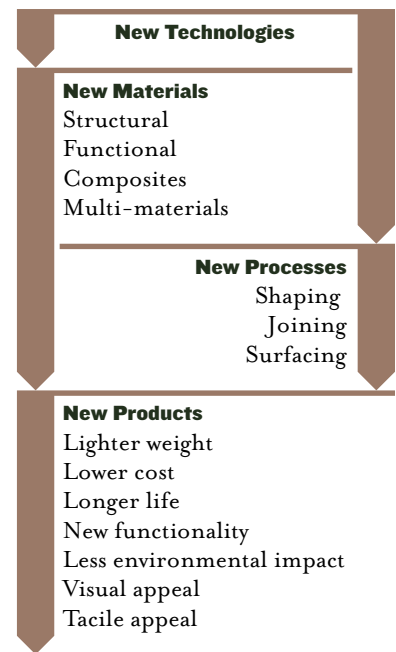 New Technologies
New Materials
Structural
Functional
Composites
Multi-materials
New Processes
Shaping
Joining
Surfacing
New Products
Lighter weight
Lower cost
Longer life
New functionality
Less environmental impact
Visual appeal
Tacile appeal